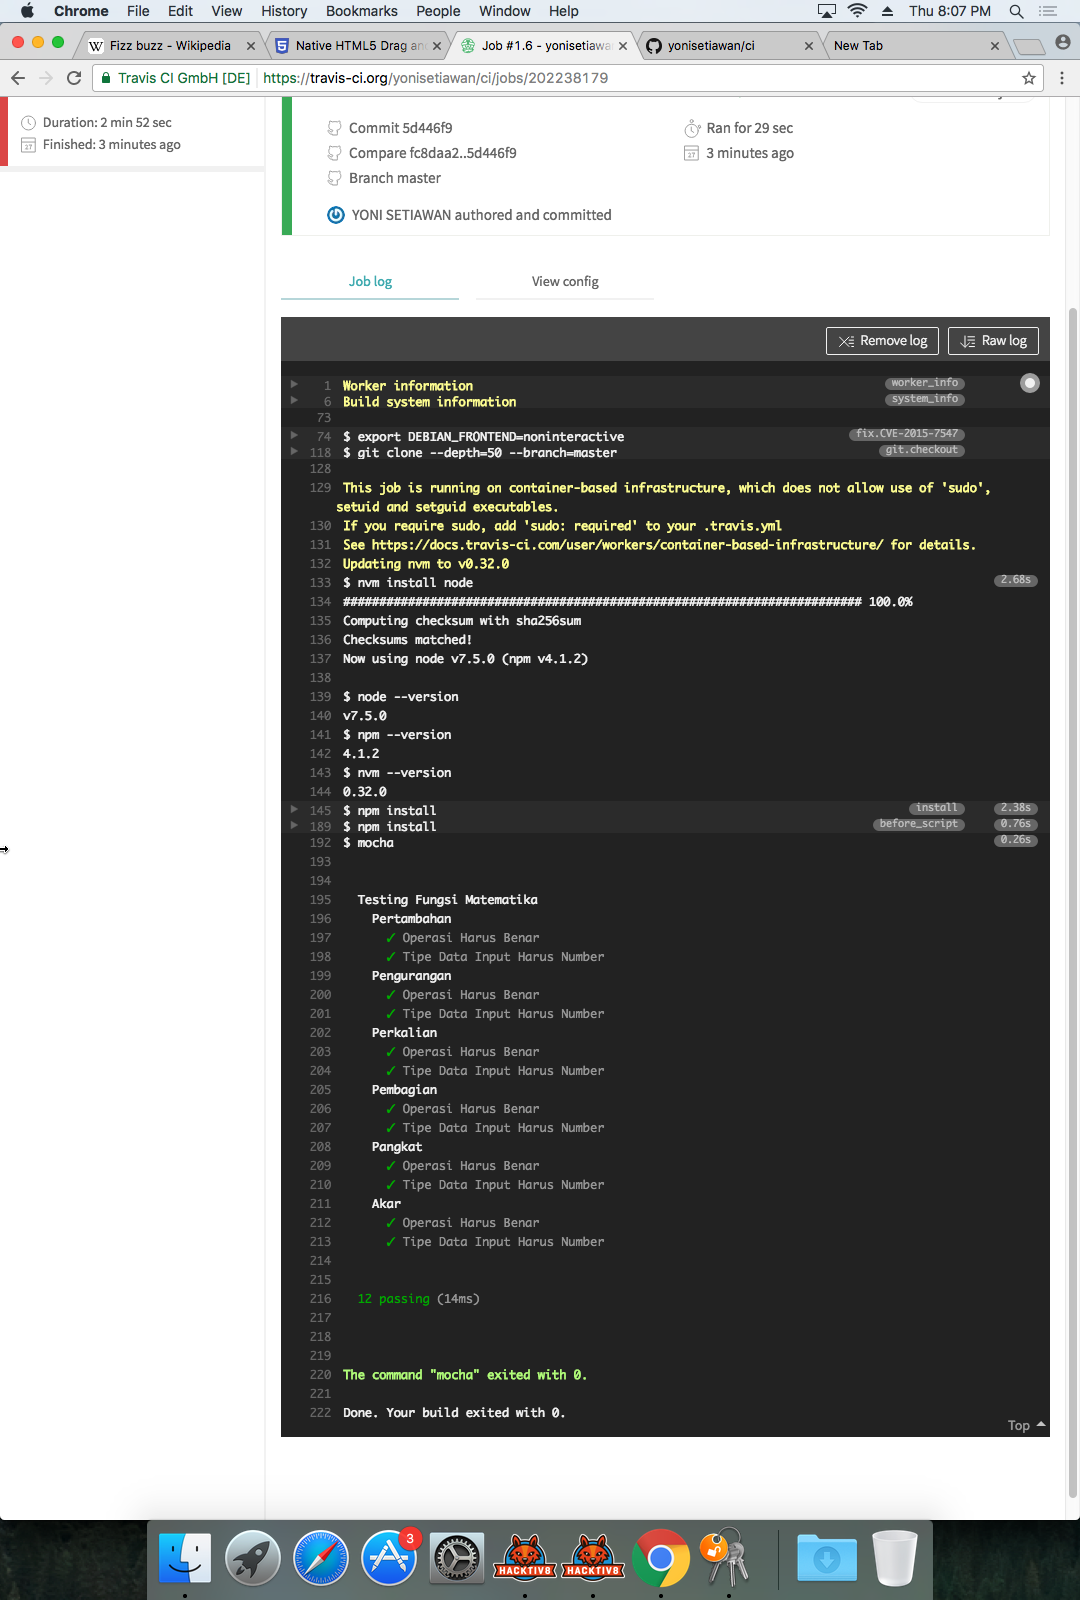 Chrome File Edit View History Bookmarks People Window Help Thu 8:07 PM
Fizz buzz - Wikipedia
Native HTML5 Drag an
Job #1.6 - yonisetiawa
yonisetiawan/ci
New Tab
Travis CI GmbH [DE] https://travis-ci.org/yonisetiawan/ci/jobs/202238179
Duration: 2 min 52 sec
Finished: 3 minutes ago
Commit 5d446f9
Ran for 29 sec
Compare fc8daa2..5d446f9
3 minutes ago
Branch master
YONI SETIAWAN authored and committed
Job log
View config
Remove log
Raw log
1 Worker information worker_info
6 Build system information system_info
73
74 $ export DEBIAN_FRONTEND=noninteractive fix.CVE-2015-7547
118 $ git clone --depth=50 --branch=master git.checkout
128
129 This job is running on container-based infrastructure, which does not allow use of 'sudo',
setuid and setguid executables.
130 If you require sudo, add 'sudo: required' to your .travis.yml
131 See https://docs.travis-ci.com/user/workers/container-based-infrastructure/ for details.
132 Updating nvm to v0.32.0
133 $ nvm install node 2.68s
134 ######################################################################## 100.0%
135 Computing checksum with sha256sum
136 Checksums matched!
137 Now using node v7.5.0 (npm v4.1.2)
138
139 $ node --version
140 v7.5.0
141 $ npm --version
142 4.1.2
143 $ nvm --version
144 0.32.0
145 $ npm install install 2.38s
189 $ npm install before_script 0.76s
192 $ mocha 0.26s
193
194
195 Testing Fungsi Matematika
196 Pertambahan
197 ✓ Operasi Harus Benar
198 ✓ Tipe Data Input Harus Number
199 Pengurangan
200 ✓ Operasi Harus Benar
201 ✓ Tipe Data Input Harus Number
202 Perkalian
203 ✓ Operasi Harus Benar
204 ✓ Tipe Data Input Harus Number
205 Pembagian
206 ✓ Operasi Harus Benar
207 ✓ Tipe Data Input Harus Number
208 Pangkat
209 ✓ Operasi Harus Benar
210 ✓ Tipe Data Input Harus Number
211 Akar
212 ✓ Operasi Harus Benar
213 ✓ Tipe Data Input Harus Number
214
215
216 12 passing (14ms)
217
218
219
220 The command "mocha" exited with 0.
221
222 Done. Your build exited with 0.
Top
3
HACKTIV8
HACKTIV8